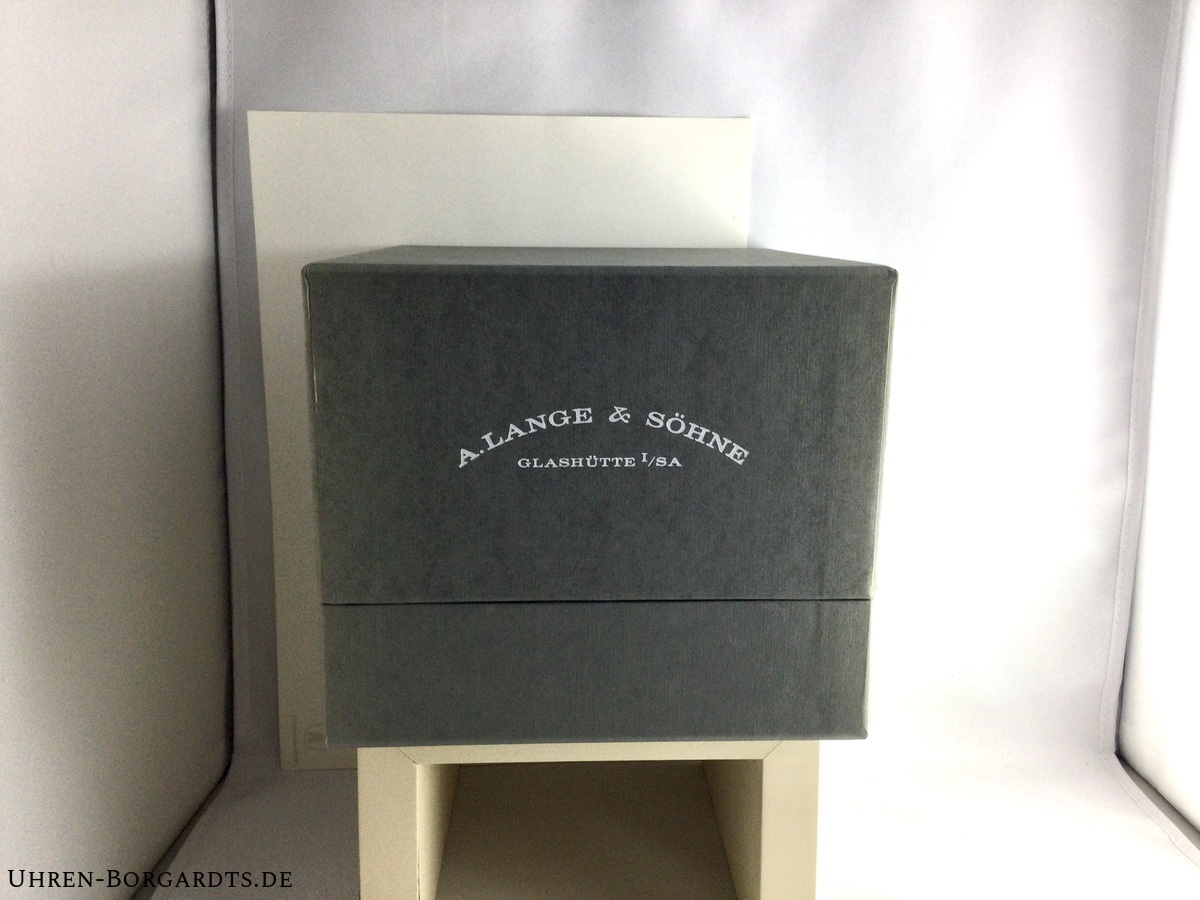 A. LANGE & SÖHNE
GLASHÜTTE I/SA
UHREN-BORGARDTS.DE